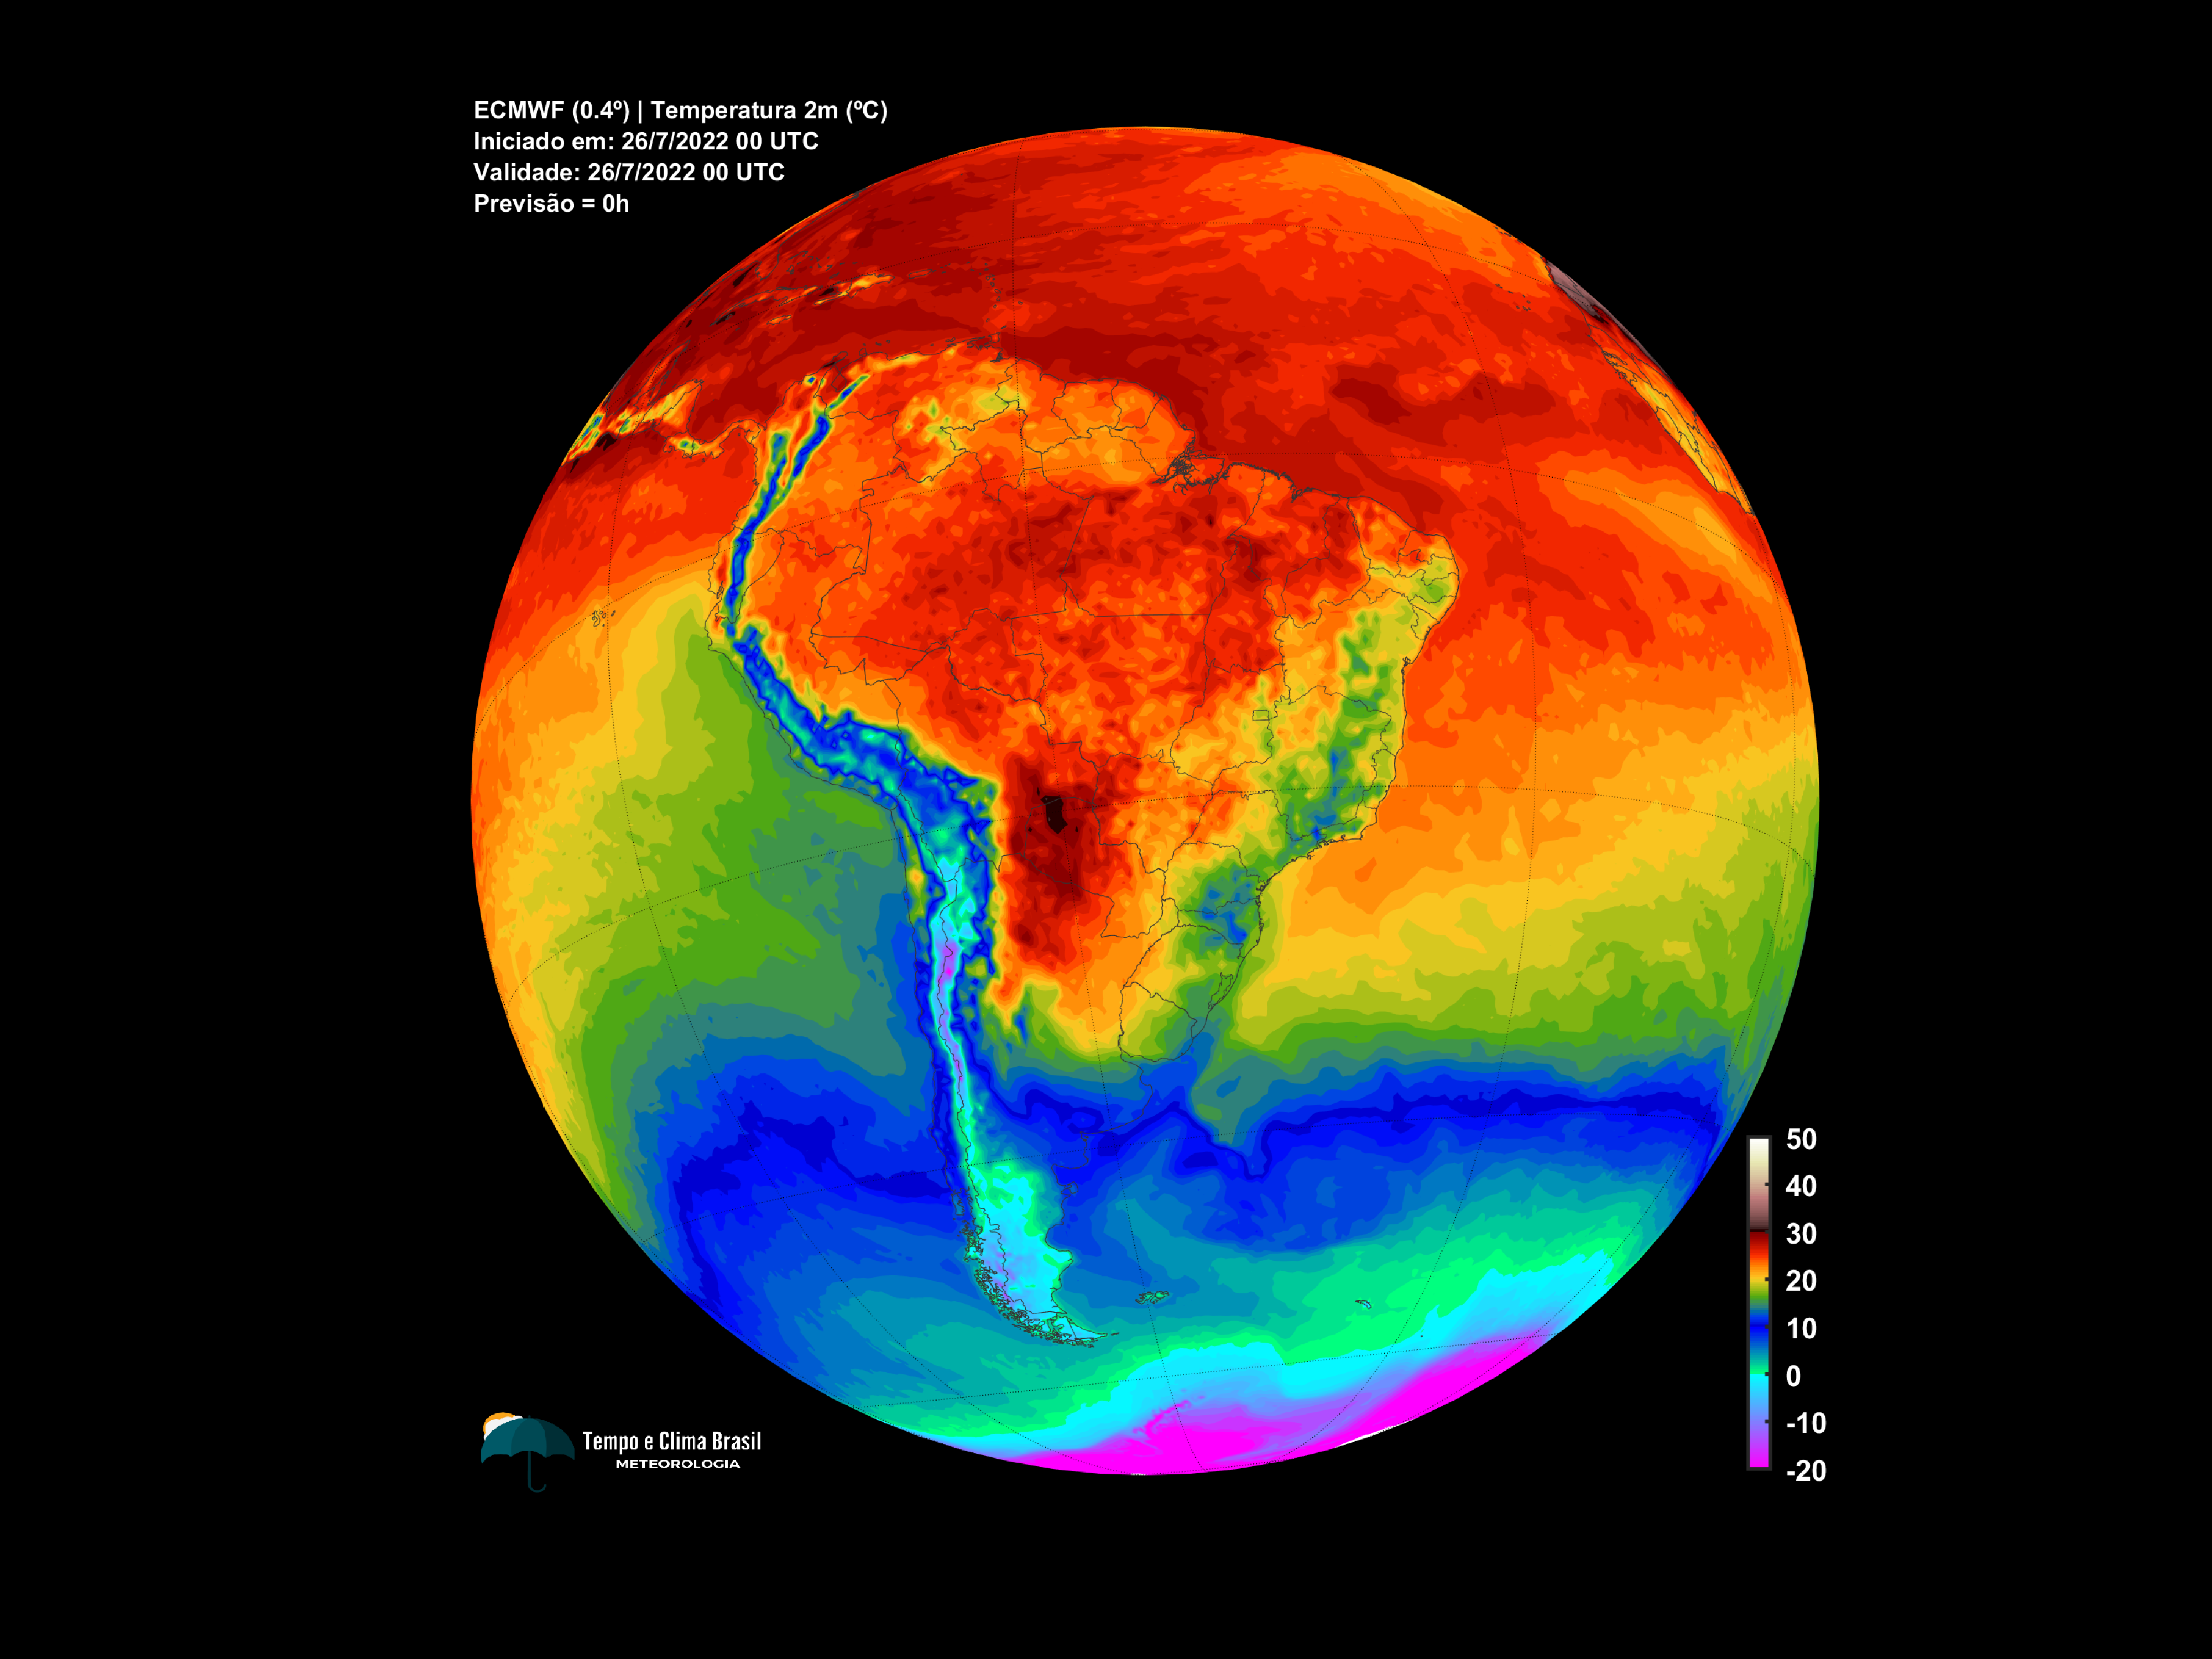 ECMWF (0.4º) | Temperatura 2m (ºC)
Iniciado em: 26/7/2022 00 UTC
Validade: 26/7/2022 00 UTC
Previsão = 0h
50
40
30
20
10
0
-10
-20
Tempo e Clima Brasil
METEOROLOGIA